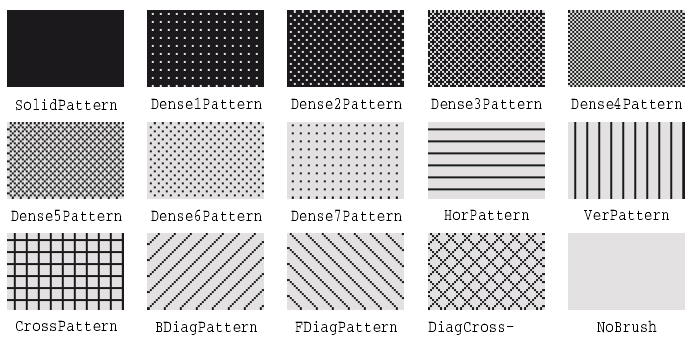 SolidPattern Dense1Pattern Dense2Pattern Dense3Pattern Dense4Pattern
Dense5Pattern Dense6Pattern Dense7Pattern HorPattern VerPattern
CrossPattern BDiagPattern FDiagPattern DiagCross- NoBrush